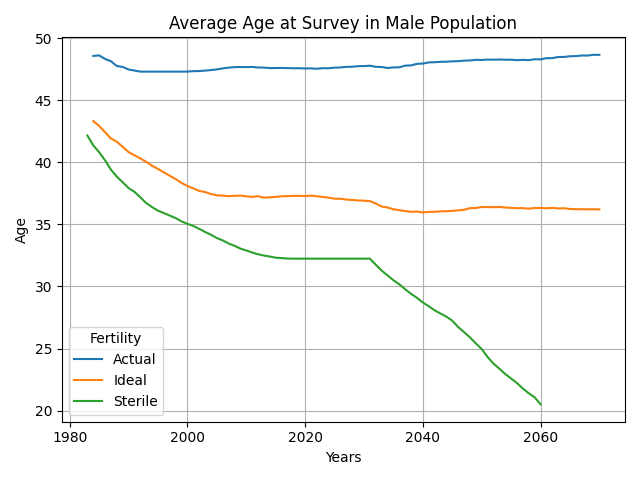 Average Age at Survey in Male Population
50
45
40
35
30
25
20
Age
1980
2000
2020
2040
2060
Years
Fertility
Actual
Ideal
Sterile